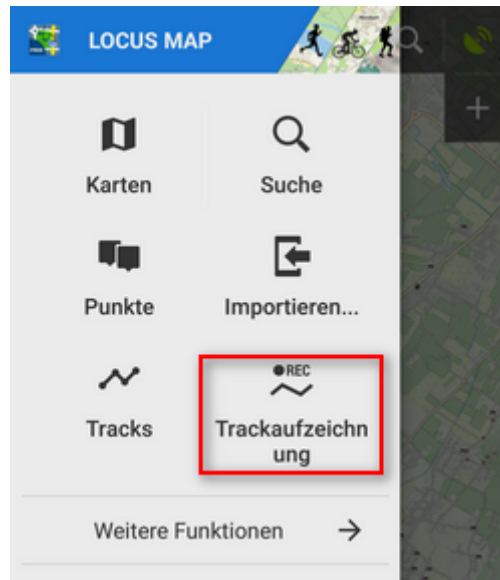 LOCUS MAP
Karten
Suche
Punkte
Importieren...
Tracks
REC
Trackaufzeichn
ung
Weitere Funktionen